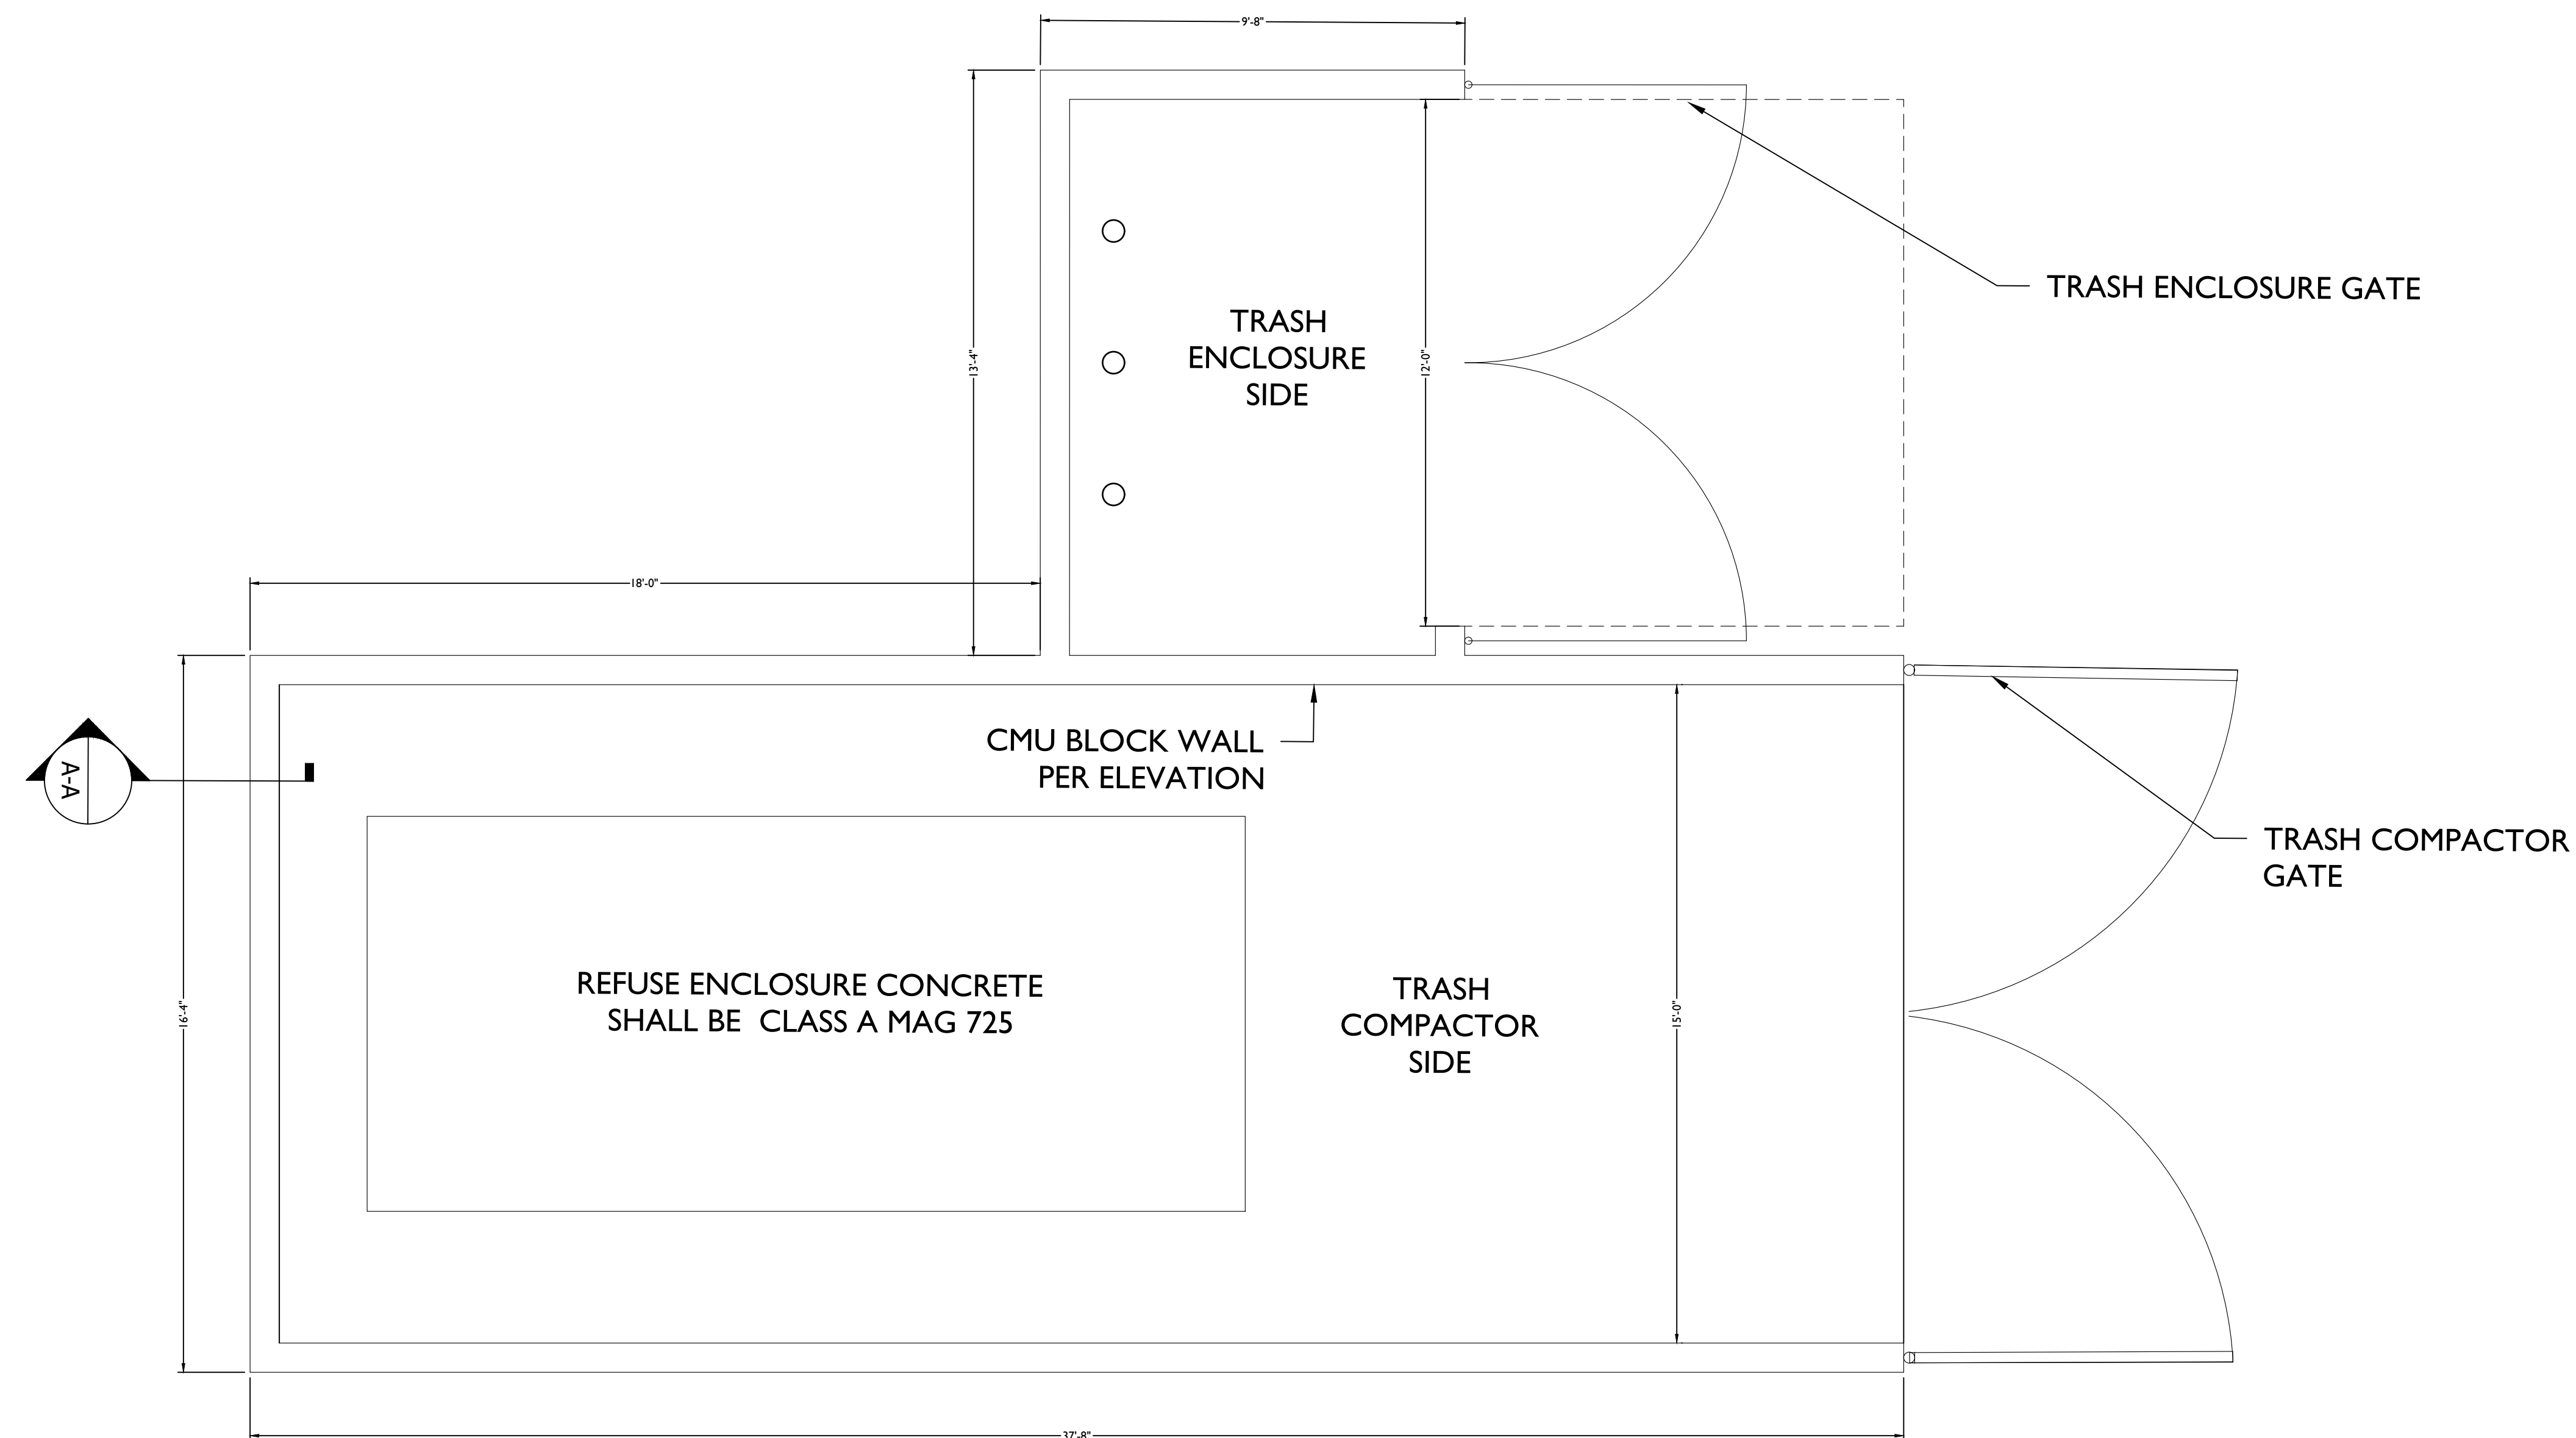 9'-8"
TRASH ENCLOSURE GATE
TRASH
ENCLOSURE
SIDE
13'-4"
12'-0"
18'-0"
CMU BLOCK WALL
PER ELEVATION
A-A
TRASH COMPACTOR
GATE
REFUSE ENCLOSURE CONCRETE
SHALL BE  CLASS A MAG 725
TRASH
COMPACTOR
SIDE
16'-4"
15'-0"
37'-8"